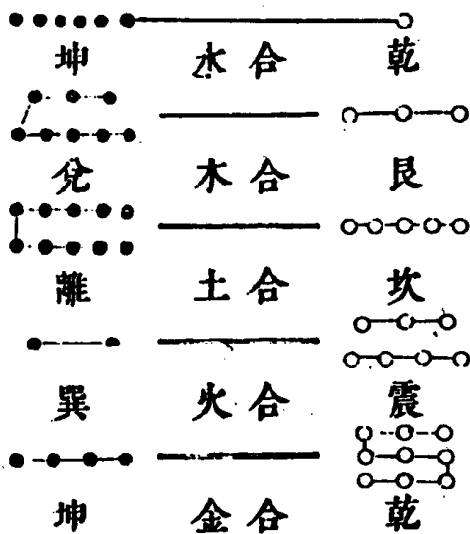 乾 合水 坤
艮 合木 兌
坎 合土 離
震 合火 巽
乾 合金 坤